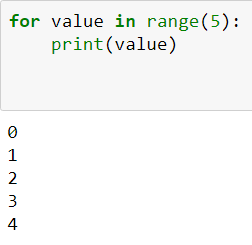 for value in range(5):
    print(value)
0
1
2
3
4